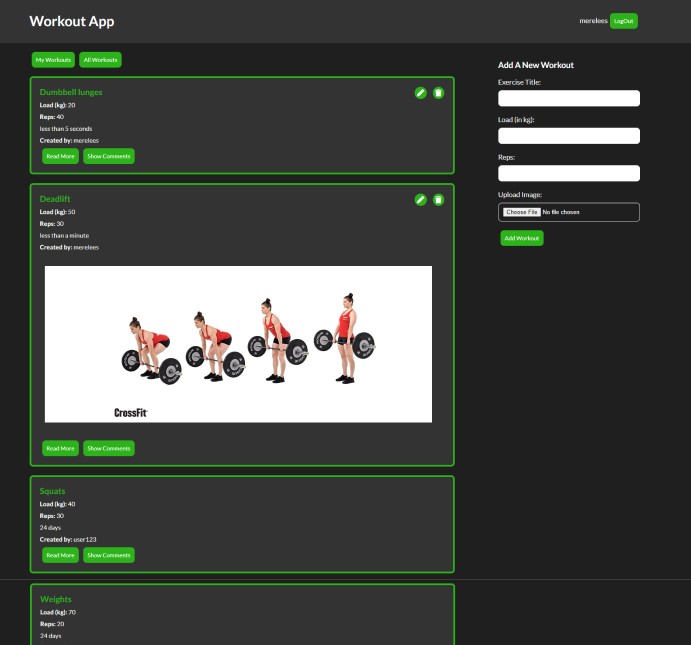 Workout App
merelees LogOut
My Workouts All Workouts
Dumbbell lunges
Load (kg): 20
Reps: 40
less than 5 seconds
Created by: merelees
Read More Show Comments
Deadlift
Load (kg): 50
Reps: 30
less than a minute
Created by: merelees
CrossFit
Read More Show Comments
Squats
Load (kg): 40
Reps: 30
24 days
Created by: user123
Read More Show Comments
Weights
Load (kg): 70
Reps: 20
24 days
Add A New Workout
Exercise Title:
Load (in kg):
Reps:
Upload Image:
Choose File No file chosen
Add Workout